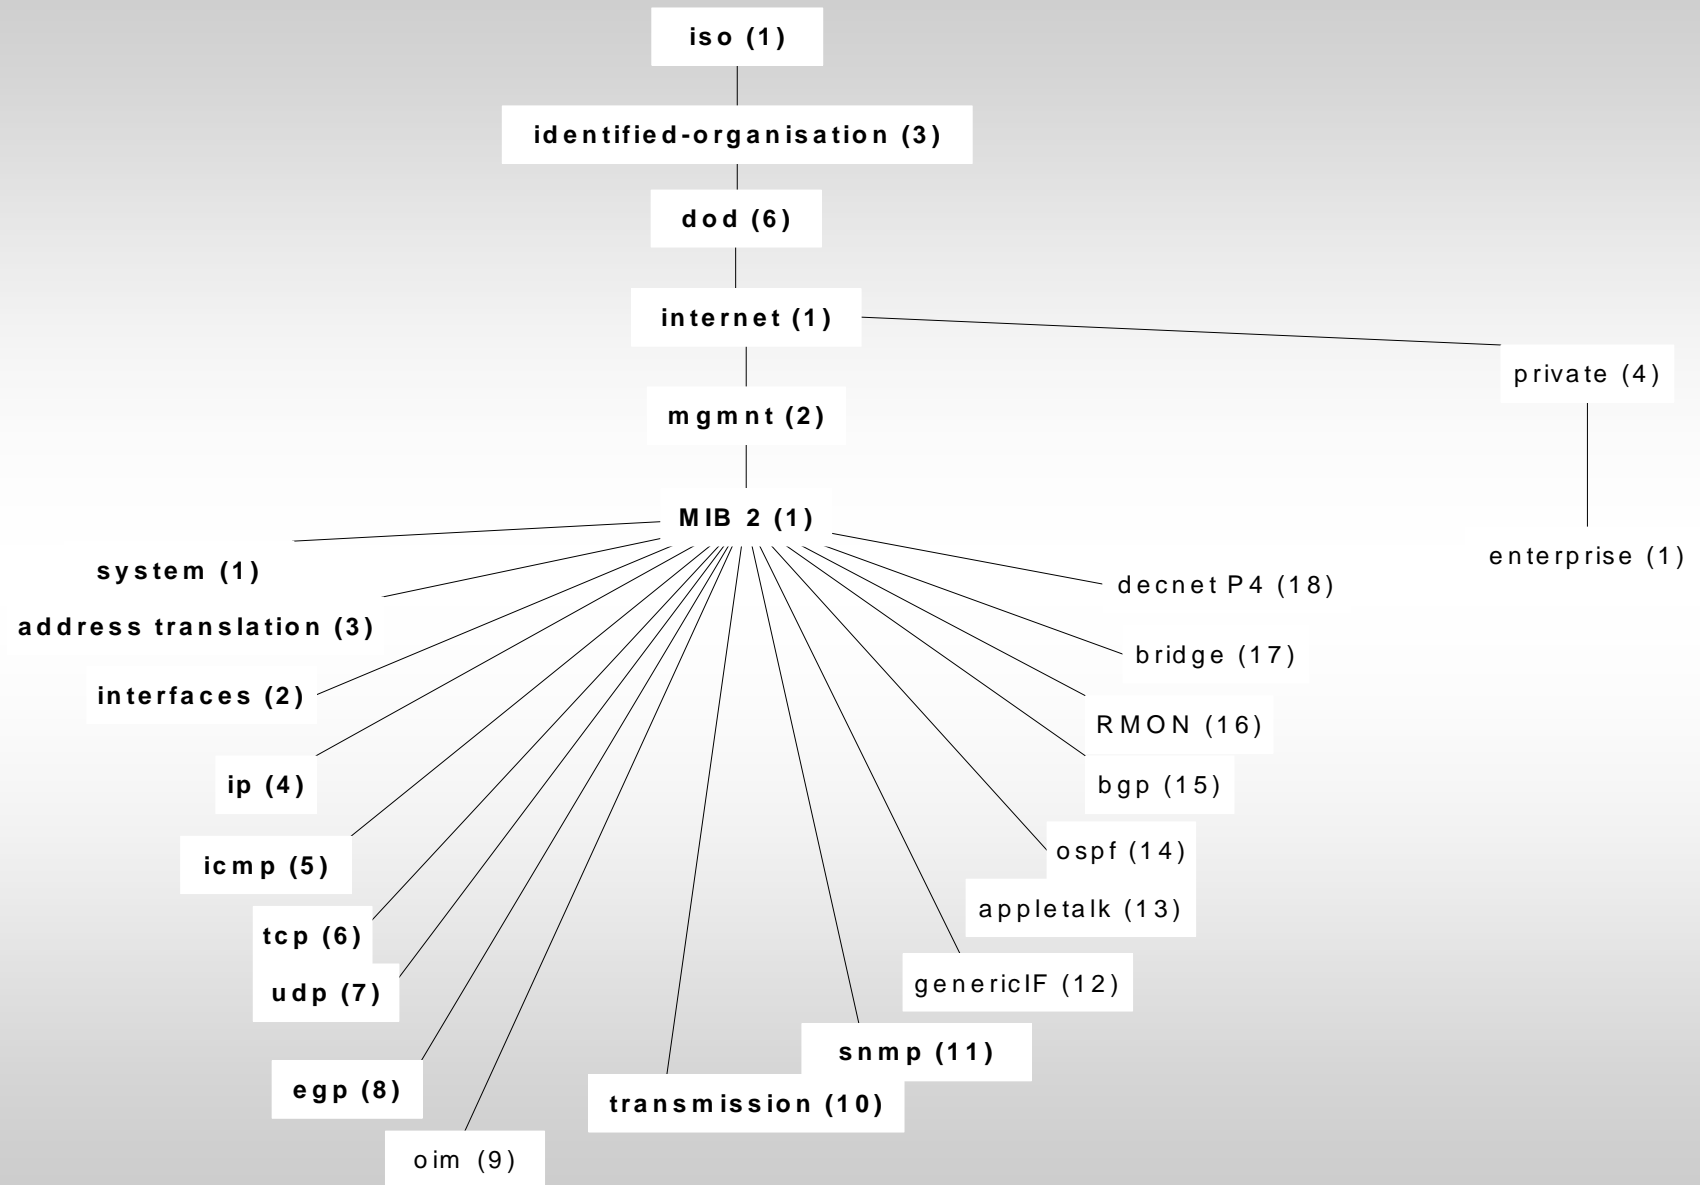 iso (1)
identified-organisation (3)
dod (6)
internet (1)
private (4)
mgmnt (2)
MIB 2 (1)
enterprise (1)
system (1)
address translation (3)
interfaces (2)
ip (4)
icmp (5)
tcp (6)
udp (7)
egp (8)
oim (9)
transmission (10)
snmp (11)
genericIF (12)
appletalk (13)
ospf (14)
bgp (15)
RMON (16)
bridge (17)
decnet P4 (18)